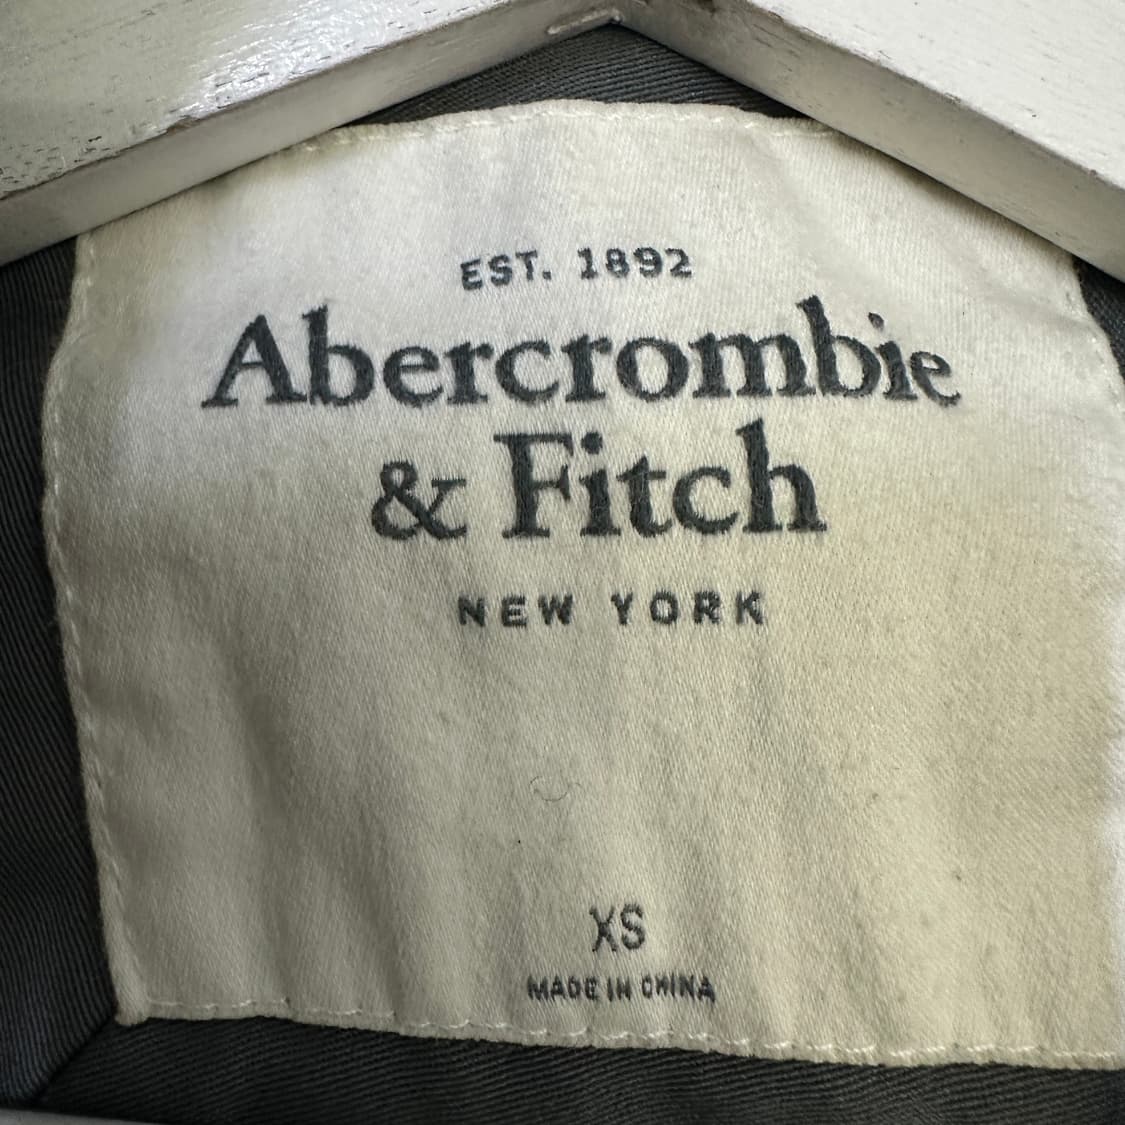 EST. 1892
Abercrombie
& Fitch
NEW YORK
XS
MADE IN CHINA